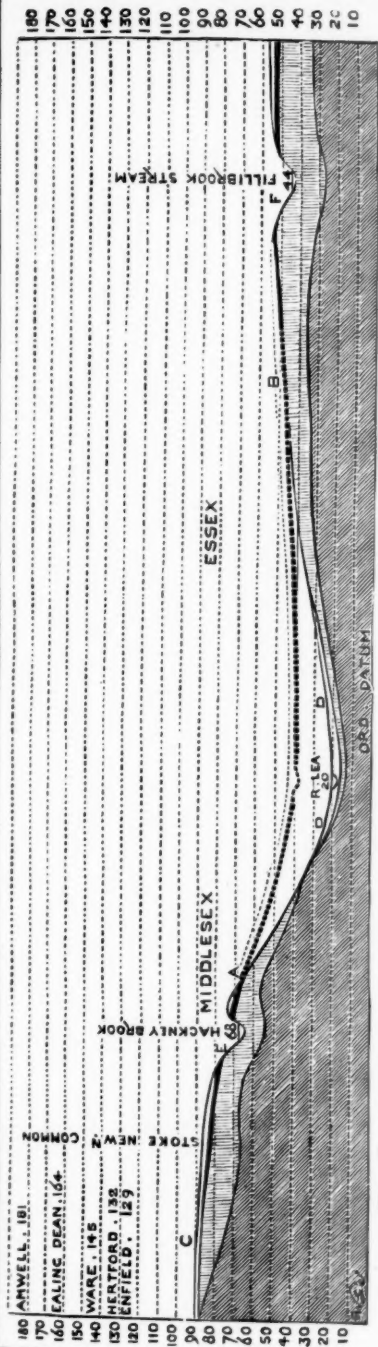 180 AMWELL . 181
170
160 EALING DEAN . 164
150
140 WARE . 145
130 HERTFORD . 138
120 ENFIELD . 129
110
100
90
80
70
60
50
40
30
20
10
C
STOKE NEWN
COMMON
E
68
HACKNEY BROOK
A
MIDDLESEX
D
R. LEA
20
D
ORD. DATUM
ESSEX
B
F
44
FILLIBROOK STREAM
180
170
160
150
140
130
120
110
100
90
80
70
60
50
40
30
20
10